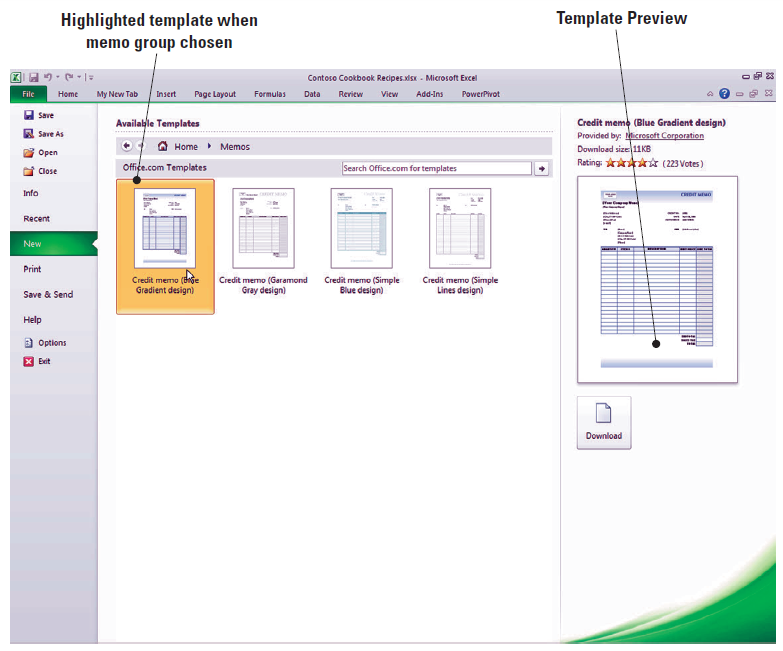 Highlighted template when
memo group chosen
Template Preview
Contoso Cookbook Recipes.xlsx - Microsoft Excel
File Home My New Tab Insert Page Layout Formulas Data Review View Add-Ins PowerPivot
Save
Save As
Open
Close
Info
Recent
New
Print
Save & Send
Help
Options
Exit
Available Templates
Home Memos
Office.com Templates
Search Office.com for templates
Credit memo (Blue
Gradient design)
Credit memo (Garamond
Gray design)
Credit memo (Simple
Blue design)
Credit memo (Simple
Lines design)
Credit memo (Blue Gradient design)
Provided by: Microsoft Corporation
Download size: 11KB
Rating: (223 Votes)
CREDIT MEMO
Download